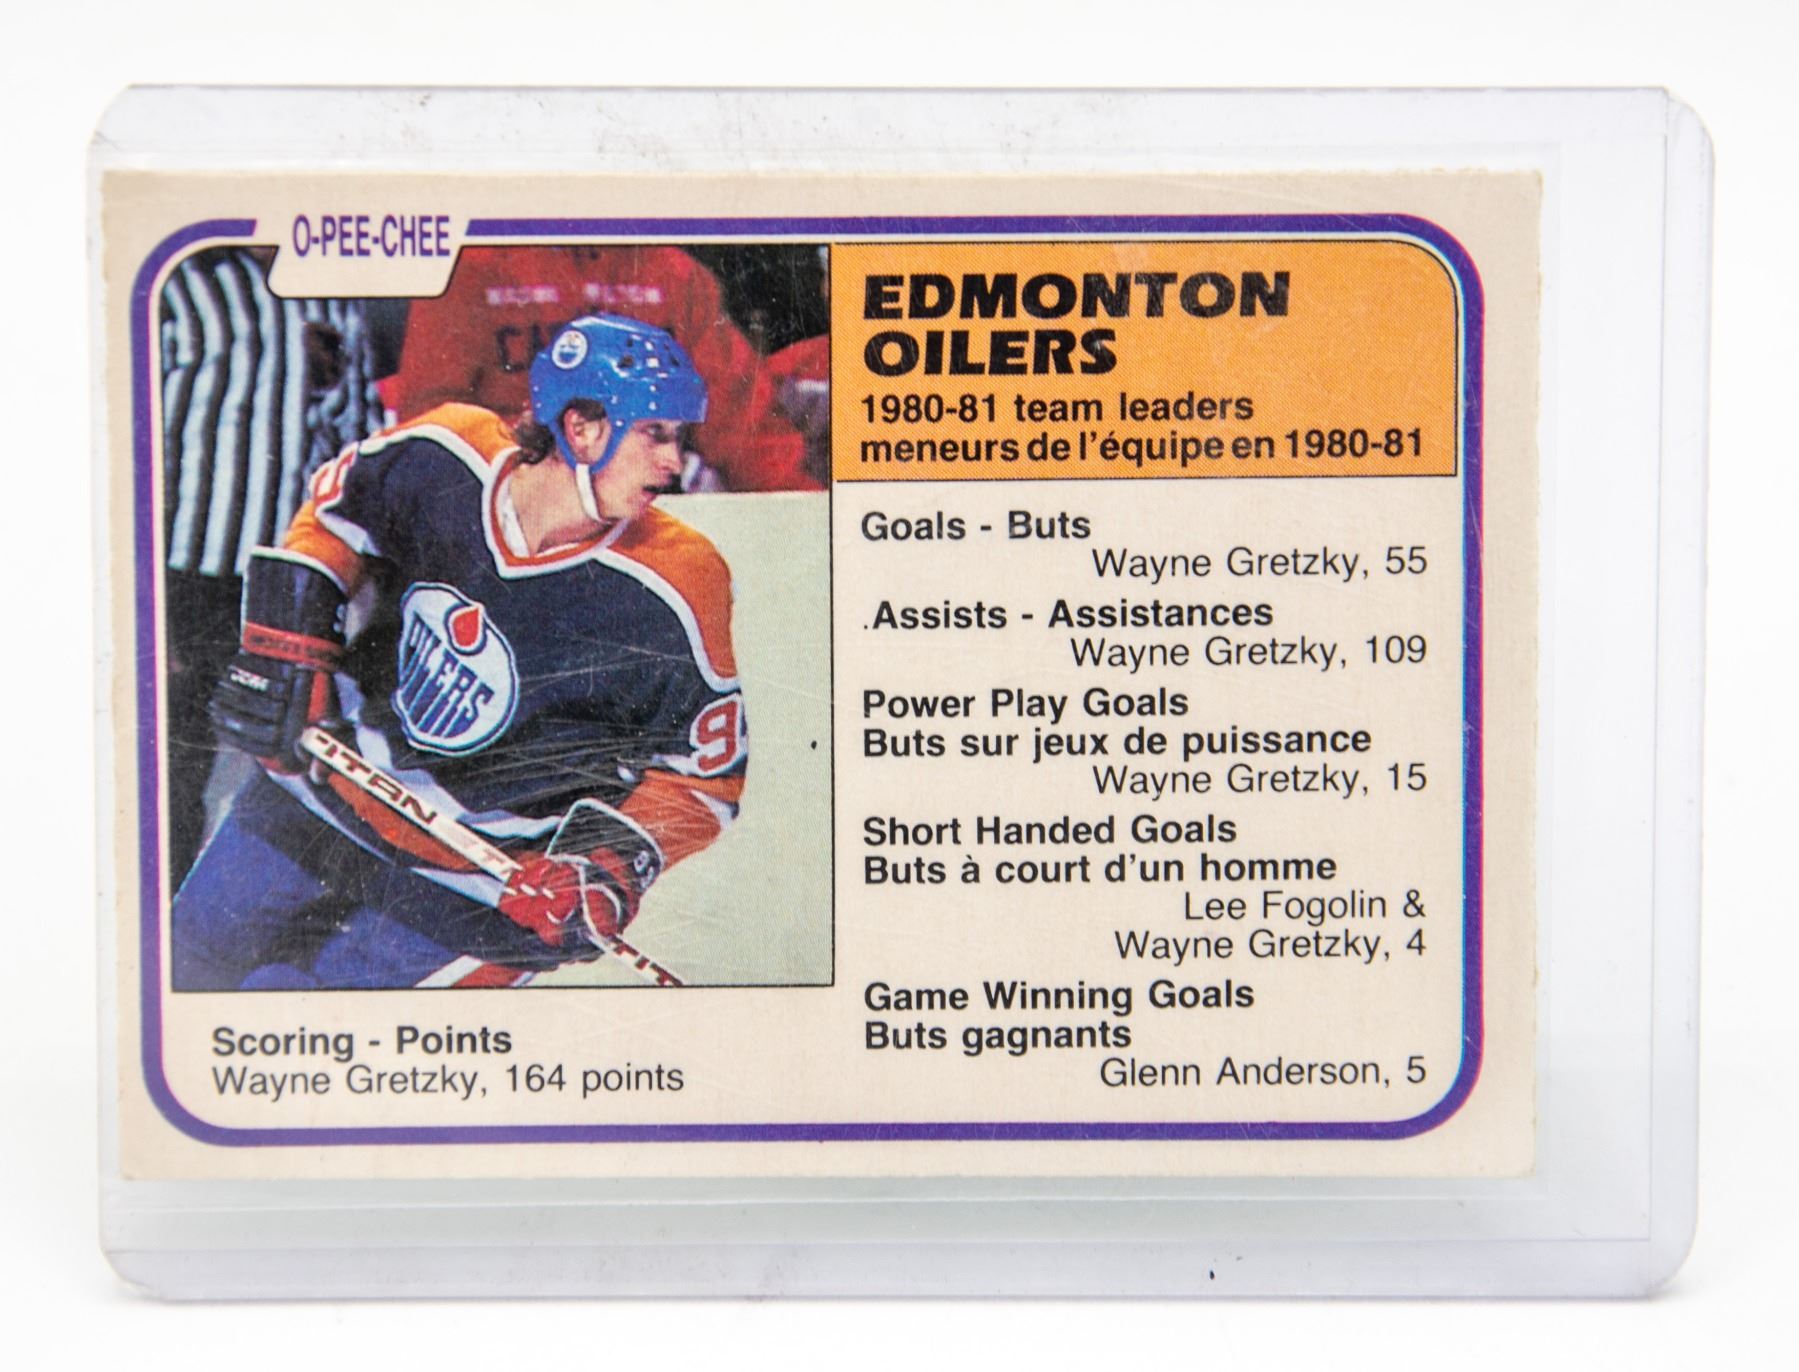 O-PEE-CHEE
EDMONTON
OILERS
1980-81 team leaders
meneurs de l'équipe en 1980-81
Goals - Buts
Wayne Gretzky, 55
.Assists - Assistances
Wayne Gretzky, 109
Power Play Goals
Buts sur jeux de puissance
Wayne Gretzky, 15
Short Handed Goals
Buts à court d'un homme
Lee Fogolin &
Wayne Gretzky, 4
Game Winning Goals
Buts gagnants
Glenn Anderson, 5
OILERS
9
TITAN
Scoring - Points
Wayne Gretzky, 164 points